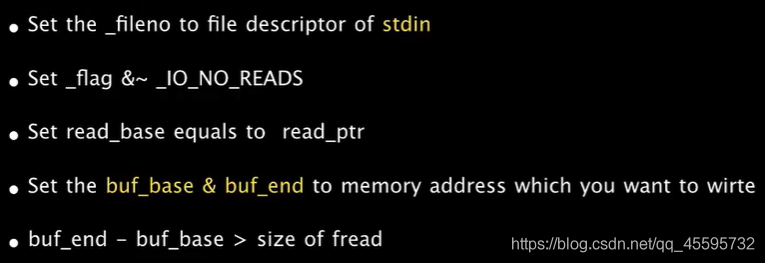 • Set the _fileno to file descriptor of stdin
• Set _flag &~ _IO_NO_READS
• Set read_base equals to read_ptr
• Set the buf_base & buf_end to memory address which you want to wirte
• buf_end - buf_base > size of fread
https://blog.csdn.net/qq_45595732